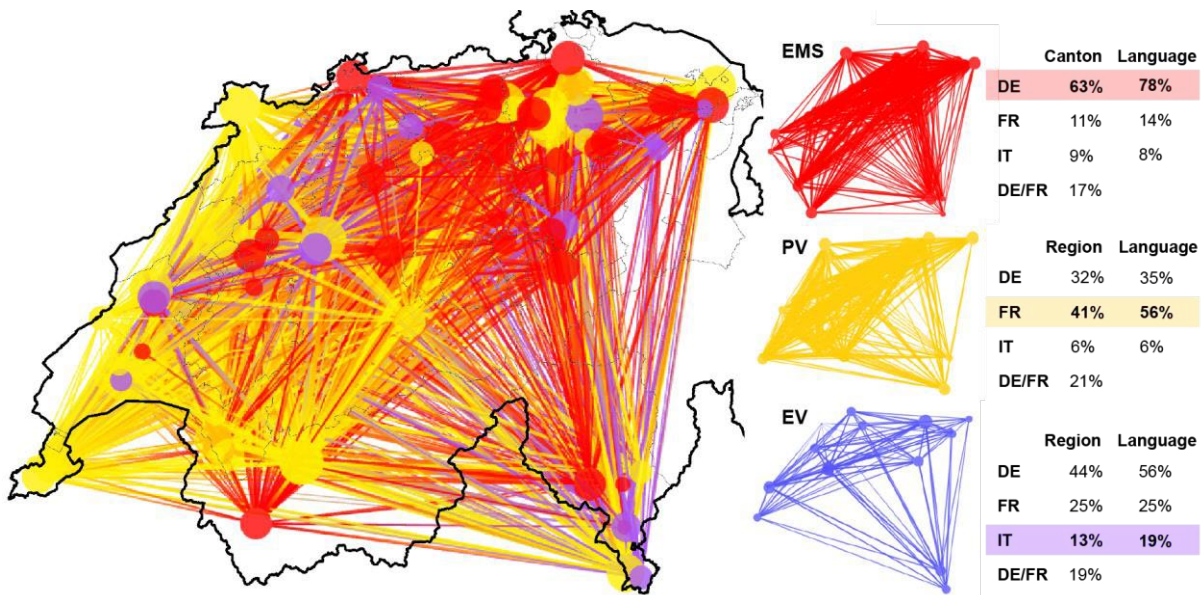 EMS
Canton Language
DE 63% 78%
FR 11% 14%
IT 9% 8%
DE/FR 17%
PV
Region Language
DE 32% 35%
FR 41% 56%
IT 6% 6%
DE/FR 21%
EV
Region Language
DE 44% 56%
FR 25% 25%
IT 13% 19%
DE/FR 19%